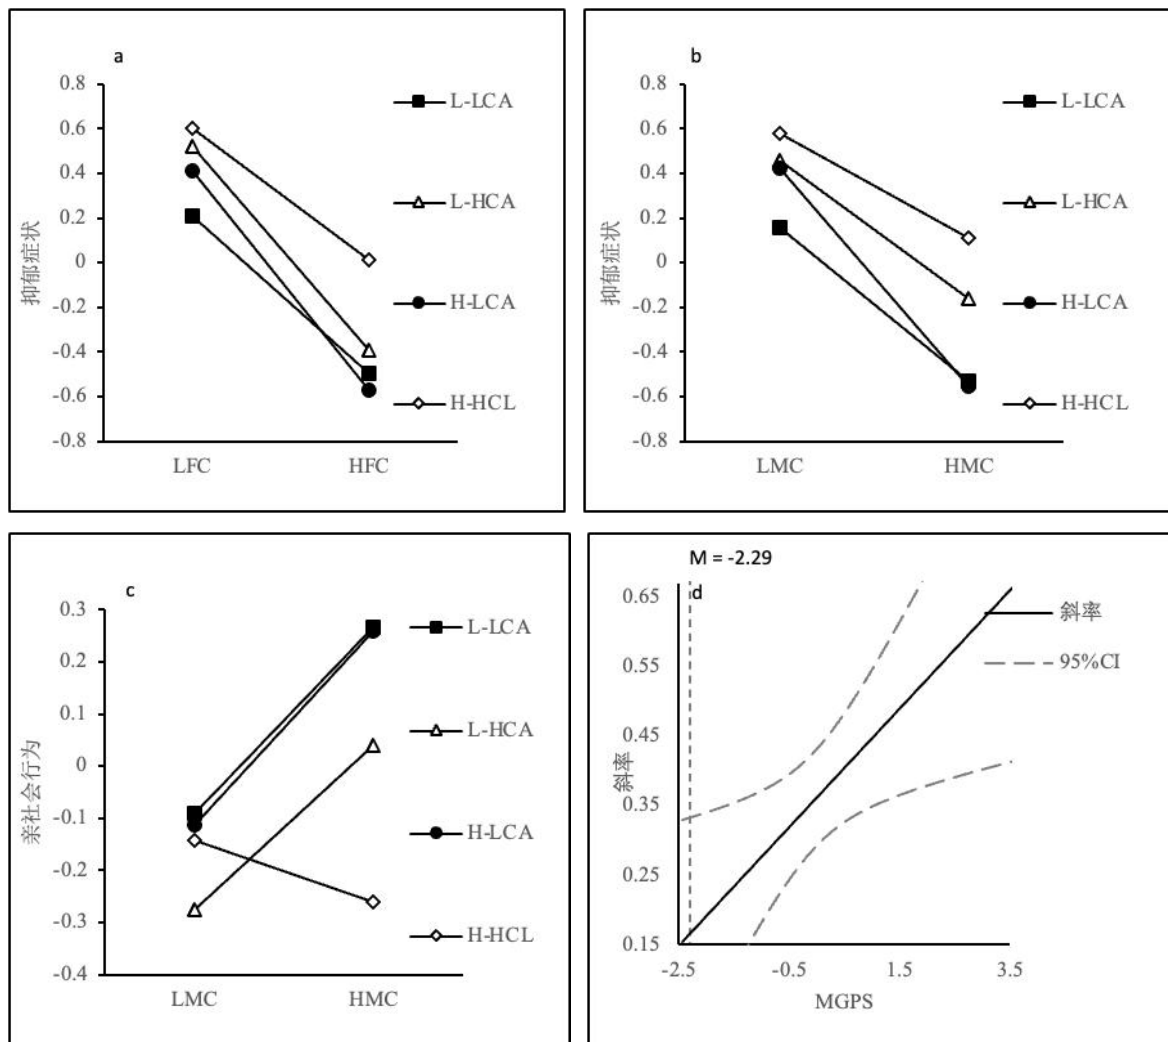 a
0.8
0.6
0.4
0.2
0
-0.2
-0.4
-0.6
-0.8
抑郁症状
LFC
HFC
L-LCA
L-HCA
H-LCA
H-HCL
b
0.8
0.6
0.4
0.2
0
-0.2
-0.4
-0.6
-0.8
抑郁症状
LMC
HMC
L-LCA
L-HCA
H-LCA
H-HCL
c
0.3
0.2
0.1
0
-0.1
-0.2
-0.3
-0.4
亲社会行为
LMC
HMC
L-LCA
L-HCA
H-LCA
H-HCL
M = -2.29
d
0.65
0.55
0.45
0.35
0.25
0.15
斜率
-2.5
-0.5
1.5
3.5
MGPS
斜率
95%CI